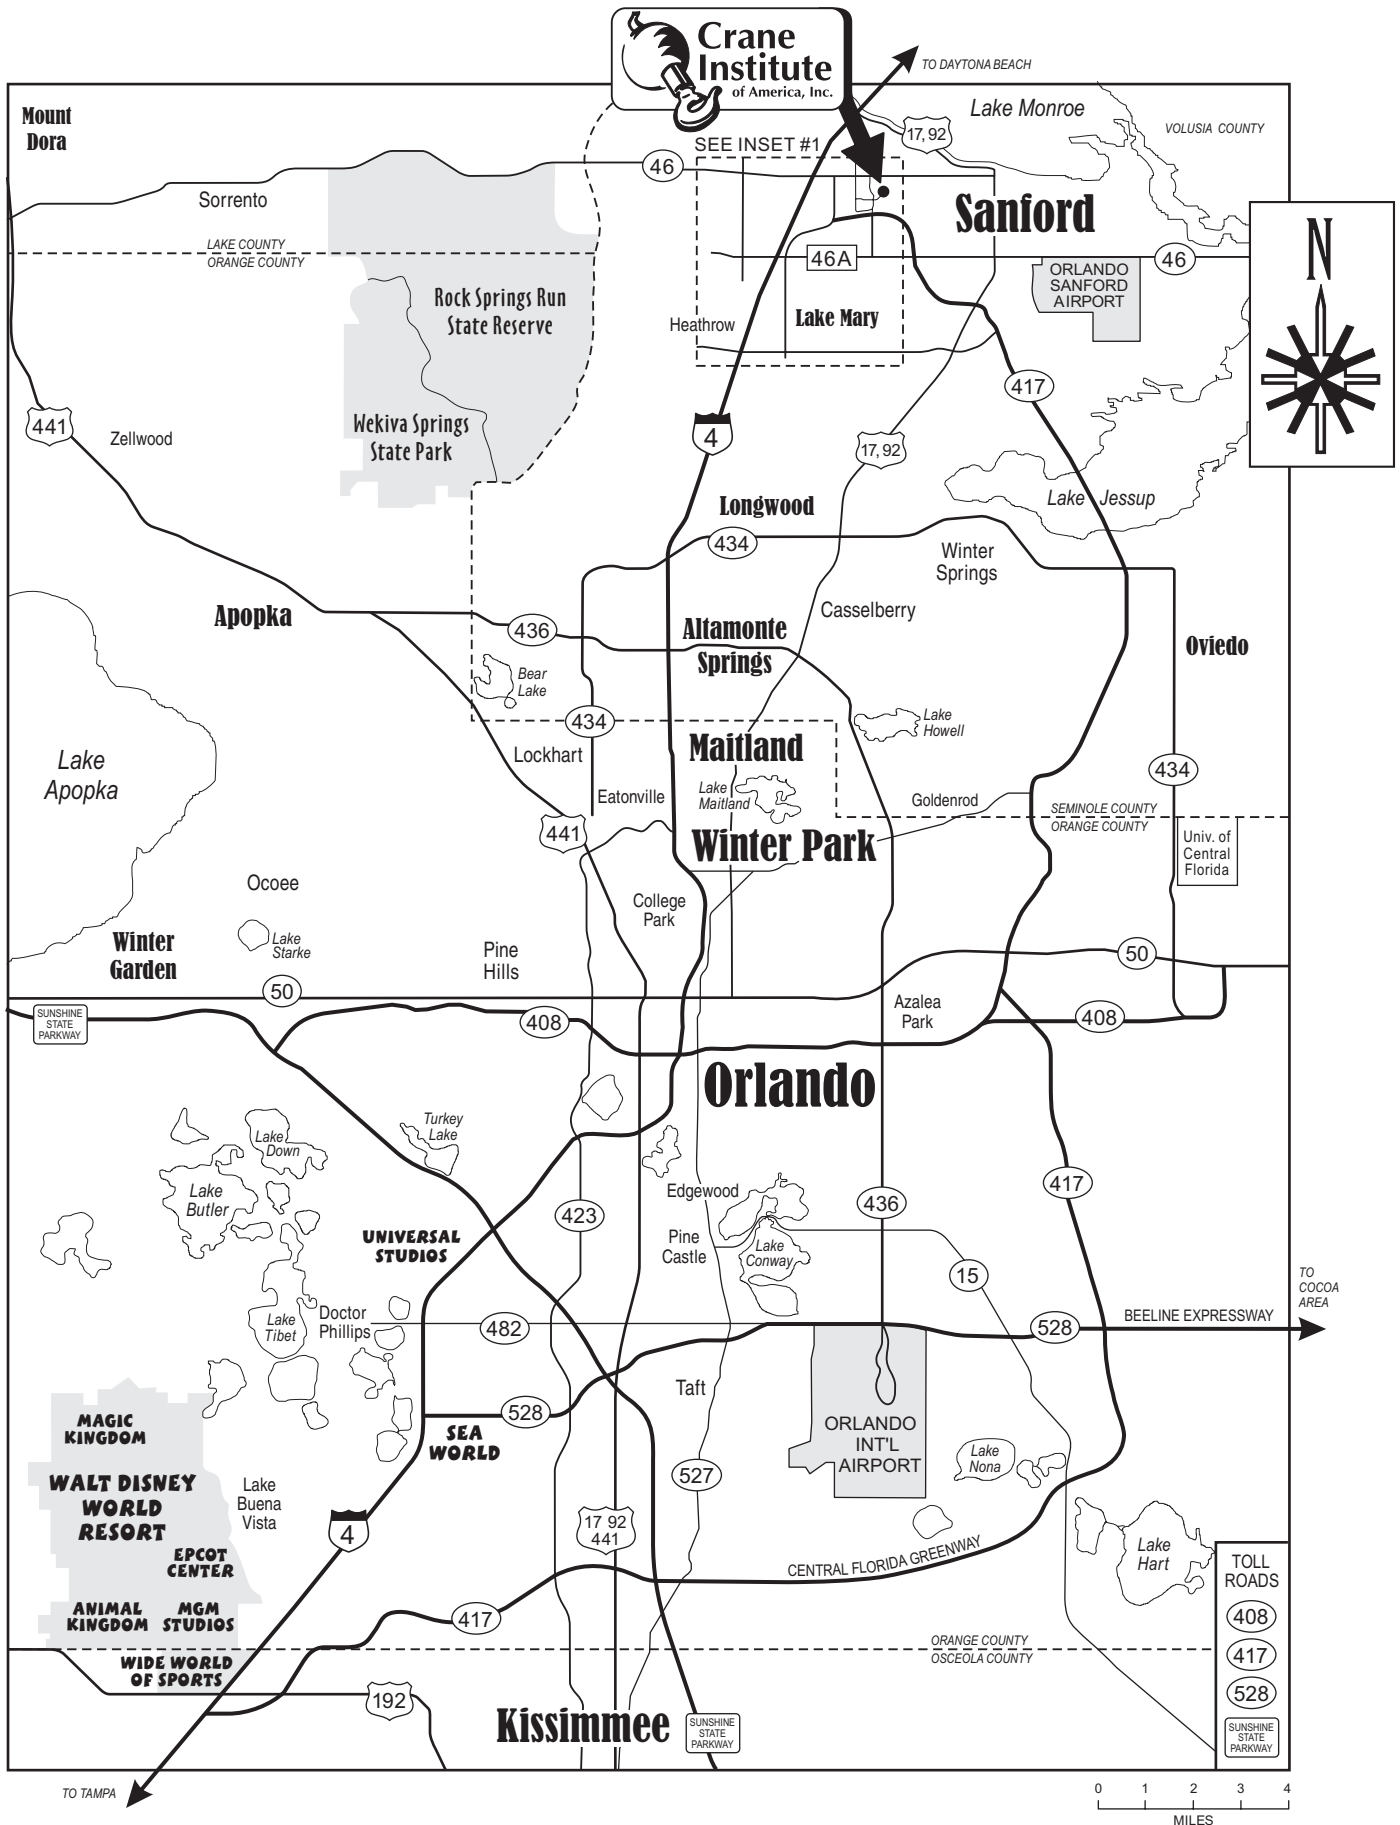 Crane
Institute
of America, Inc.
TO DAYTONA BEACH
Mount
Dora
Lake Monroe
17, 92
VOLUSIA COUNTY
SEE INSET #1
46
Sorrento
Sanford
N
LAKE COUNTY
ORANGE COUNTY
46A
46
ORLANDO
SANFORD
AIRPORT
Rock Springs Run
State Reserve
Heathrow
Lake Mary
417
441
Zellwood
Wekiva Springs
State Park
4
17, 92
Lake Jessup
Longwood
434
Winter
Springs
Apopka
436
Casselberry
Altamonte
Springs
Oviedo
Bear
Lake
434
Lake
Howell
Lockhart
Maitland
Lake
Apopka
434
Eatonville
Lake
Maitland
Goldenrod
SEMINOLE COUNTY
ORANGE COUNTY
441
Winter Park
Univ. of
Central
Florida
Ocoee
College
Park
Winter
Garden
Lake
Starke
Pine
Hills
50
50
SUNSHINE
STATE
PARKWAY
408
Azalea
Park
408
Orlando
Turkey
Lake
Lake
Down
Lake
Butler
Edgewood
436
417
423
UNIVERSAL
STUDIOS
Pine
Castle
Lake
Conway
15
TO
COCOA
AREA
Lake
Tibet
Doctor
Phillips
482
528
BEELINE EXPRESSWAY
Taft
528
MAGIC
KINGDOM
SEA
WORLD
ORLANDO
INT'L
AIRPORT
Lake
Nona
WALT DISNEY
WORLD
RESORT
Lake
Buena
Vista
527
4
17 92
441
EPCOT
CENTER
CENTRAL FLORIDA GREENWAY
Lake
Hart
TOLL
ROADS
408
417
528
SUNSHINE
STATE
PARKWAY
ANIMAL
KINGDOM
MGM
STUDIOS
417
ORANGE COUNTY
OSCEOLA COUNTY
WIDE WORLD
OF SPORTS
192
Kissimmee
SUNSHINE
STATE
PARKWAY
TO TAMPA
0 1 2 3 4
MILES